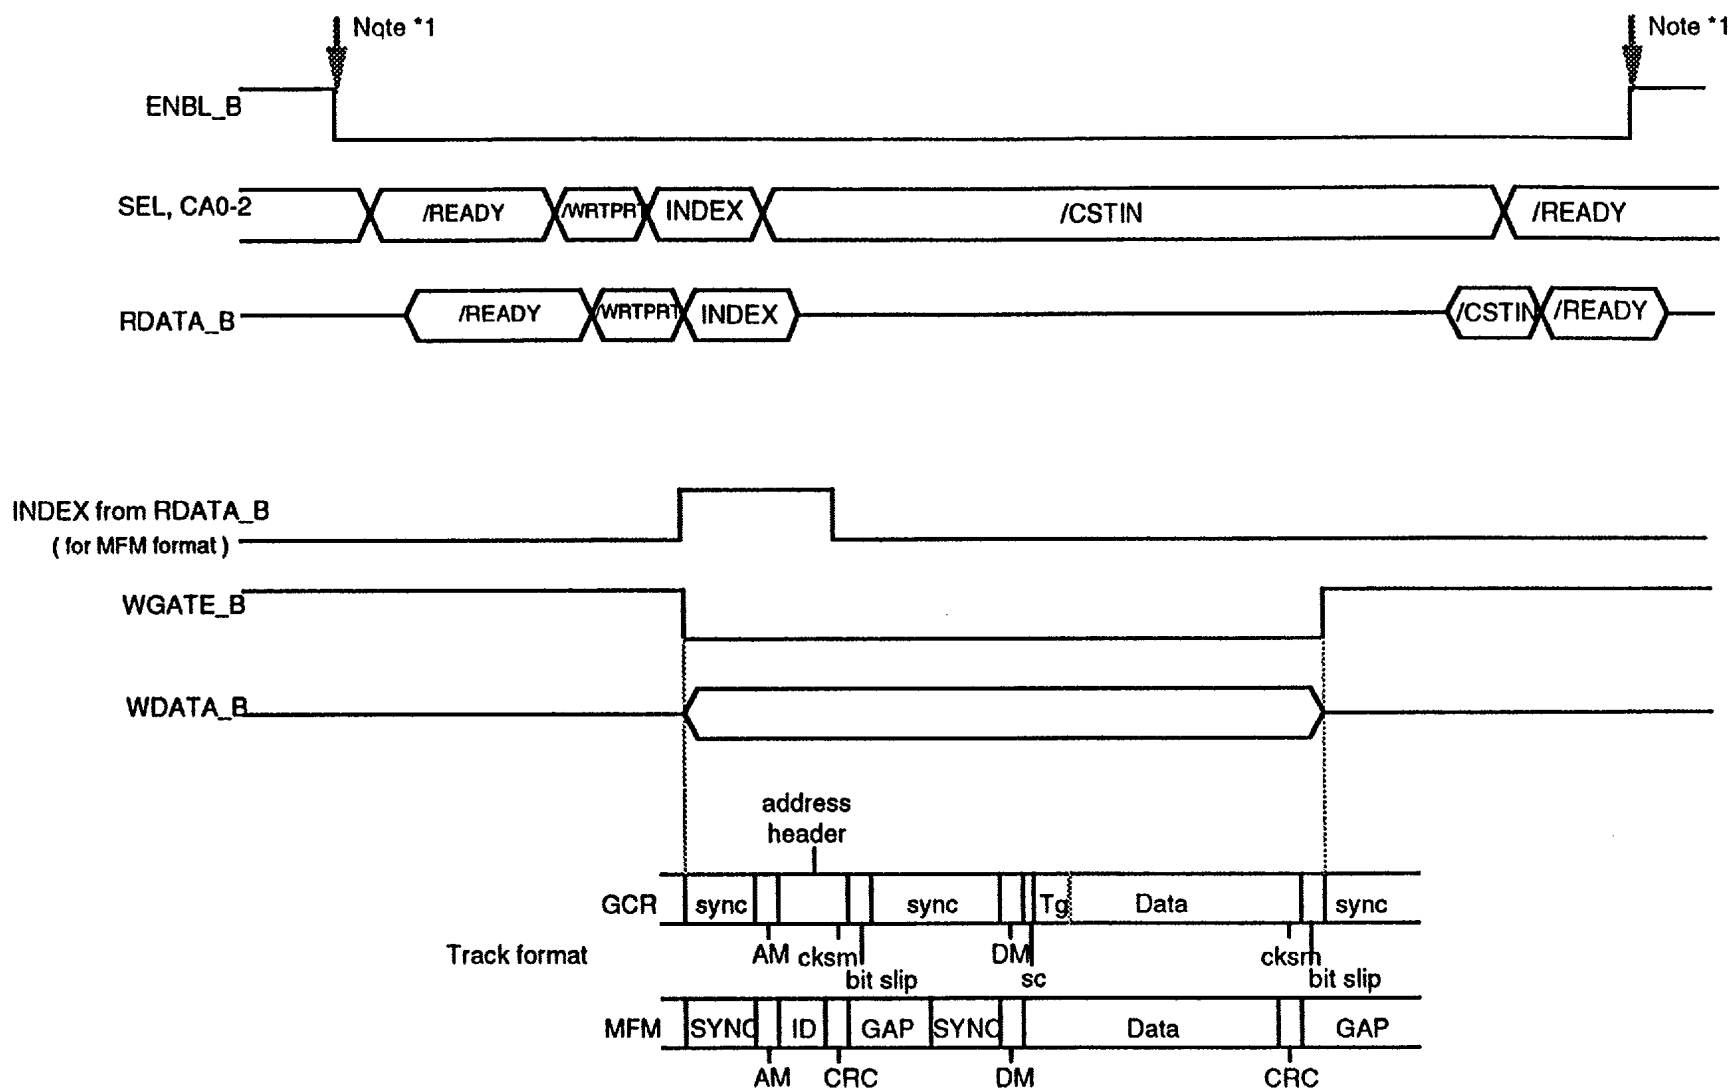 Nqte *1 Note *1
ENBL_B
SEL, CA0-2 /READY /WRTPRT INDEX /CSTIN /READY
RDATA_B /READY /WRTPRT INDEX /CSTIN /READY
INDEX from RDATA_B
( for MFM format )
WGATE_B
WDATA_B
address
header
GCR sync sync Tg Data sync
Track format AM cksm DM cksm
bit slip sc bit slip
MFM SYNC ID GAP SYNC Data GAP
AM CRC DM CRC